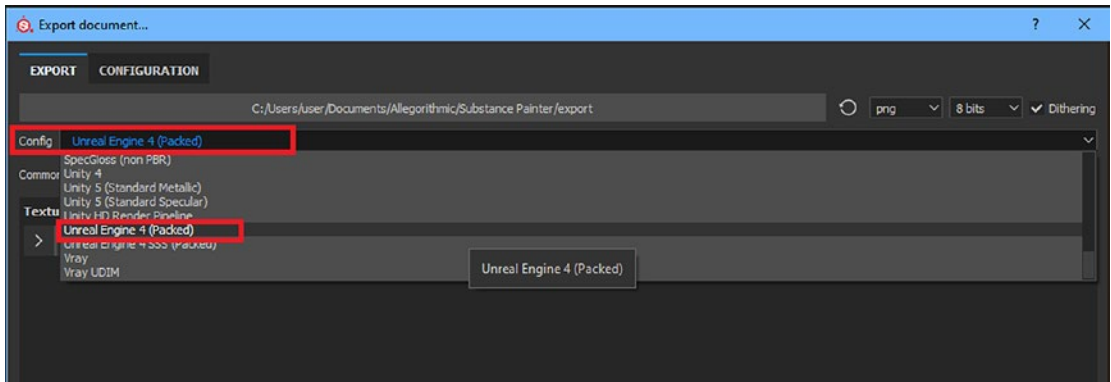 Export document...
EXPORT CONFIGURATION
C:/Users/user/Documents/Allegorithmic/Substance Painter/export png 8 bits Dithering
Config Unreal Engine 4 (Packed)
SpecGloss (non PBR)
Common Unity 4
Unity 5 (Standard Metallic)
Unity 5 (Standard Specular)
Textu Unity HD Render Pipeline
Unreal Engine 4 (Packed)
Unreal Engine 4 SSS (Packed)
Vray
Vray UDIM
Unreal Engine 4 (Packed)